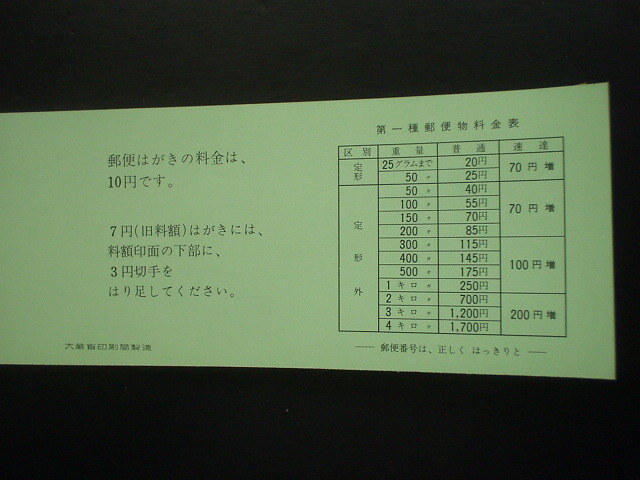 郵便はがきの料金は、
10円です。
7円(旧料額)はがきには、
料額印面の下部に、
3円切手を
はり足してください。
大蔵省印刷局製造
第一種郵便物料金表
区別 重量 普通 速達
定形 25グラムまで 20円 70円増
50 〃 25円
定形外 50 〃 40円 70円増
100 〃 55円
150 〃 70円
200 〃 85円
300 〃 115円 100円増
400 〃 145円
500 〃 175円
1キロ 〃 250円
2キロ 〃 700円 200円増
3キロ 〃 1,200円
4キロ 〃 1,700円
── 郵便番号は、正しく はっきりと ──